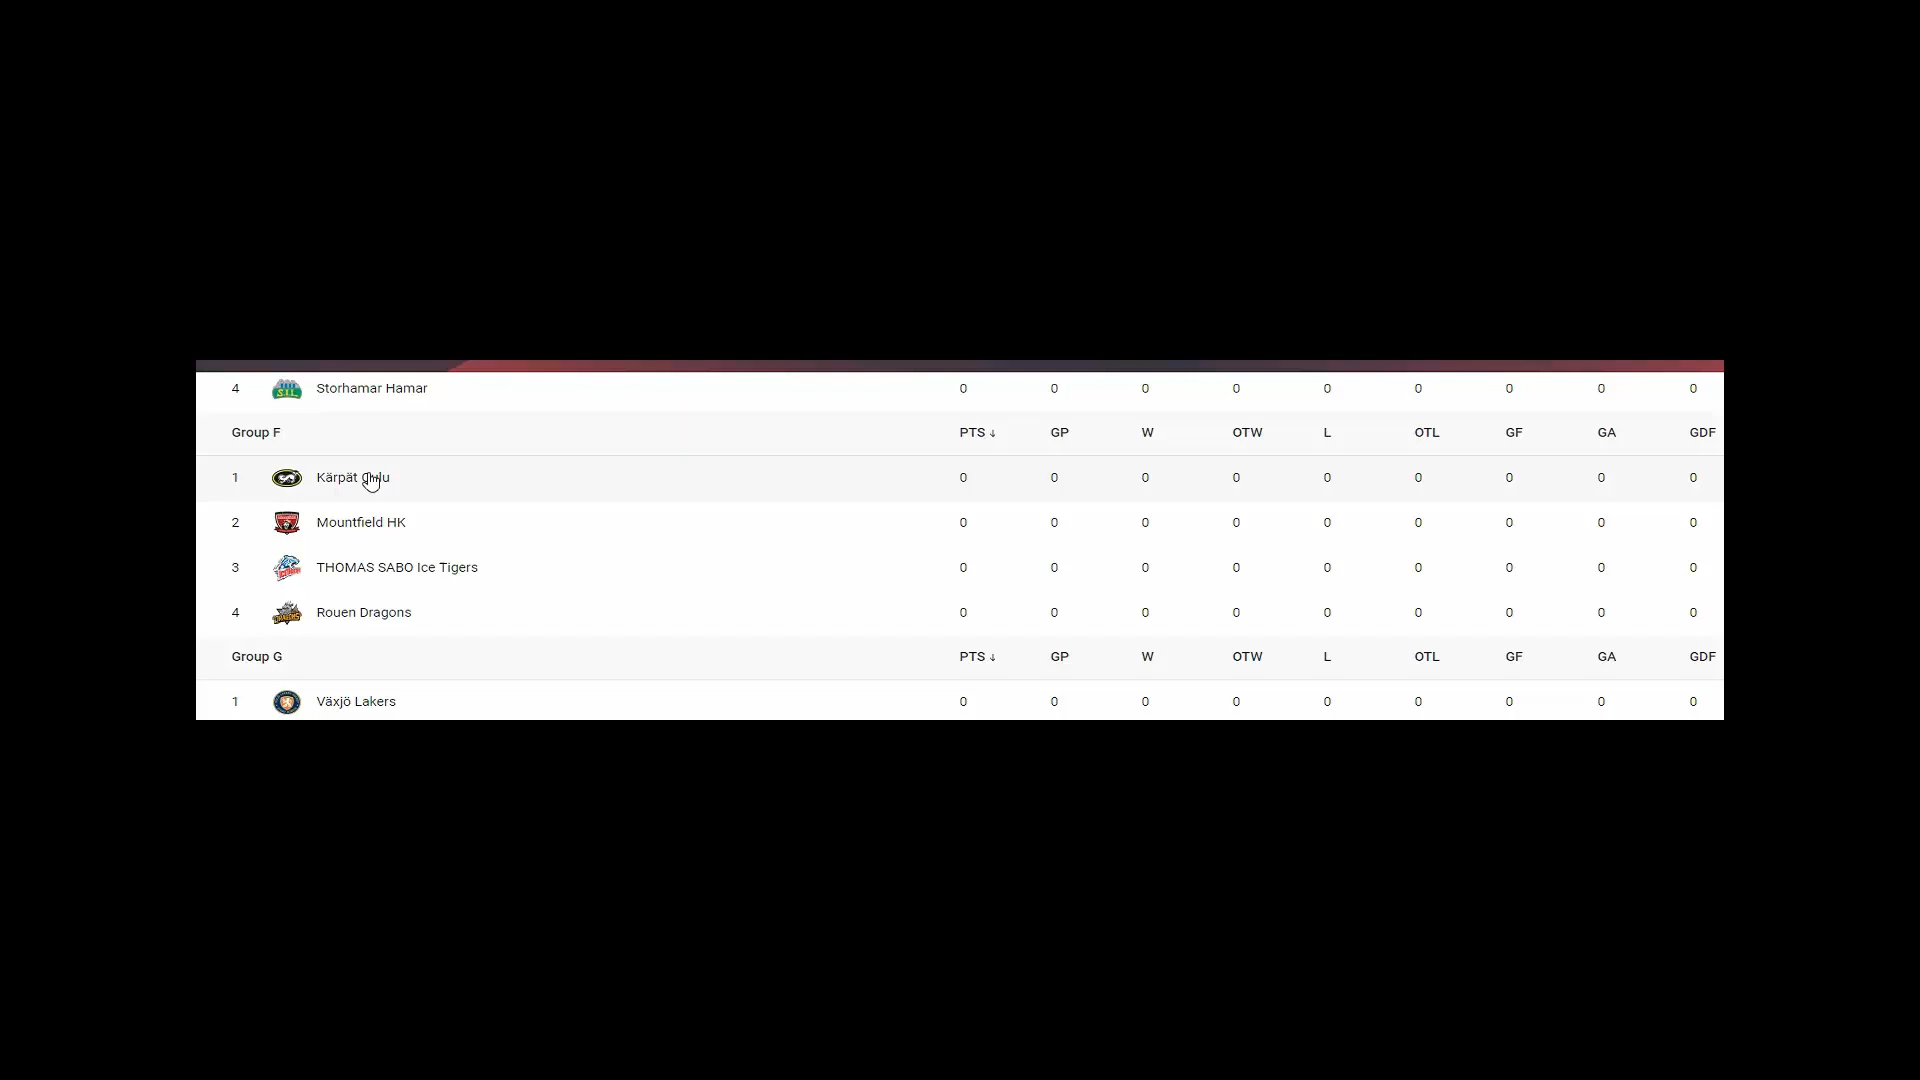 4 Storhamar Hamar 0 0 0 0 0 0 0 0 0
Group F PTS ↓ GP W OTW L OTL GF GA GDF
1 Kärpät 0 0 0 0 0 0 0 0 0
2 Mountfield HK 0 0 0 0 0 0 0 0 0
3 THOMAS SABO Ice Tigers 0 0 0 0 0 0 0 0 0
4 Rouen Dragons 0 0 0 0 0 0 0 0 0
Group G PTS ↓ GP W OTW L OTL GF GA GDF
1 Växjö Lakers 0 0 0 0 0 0 0 0 0